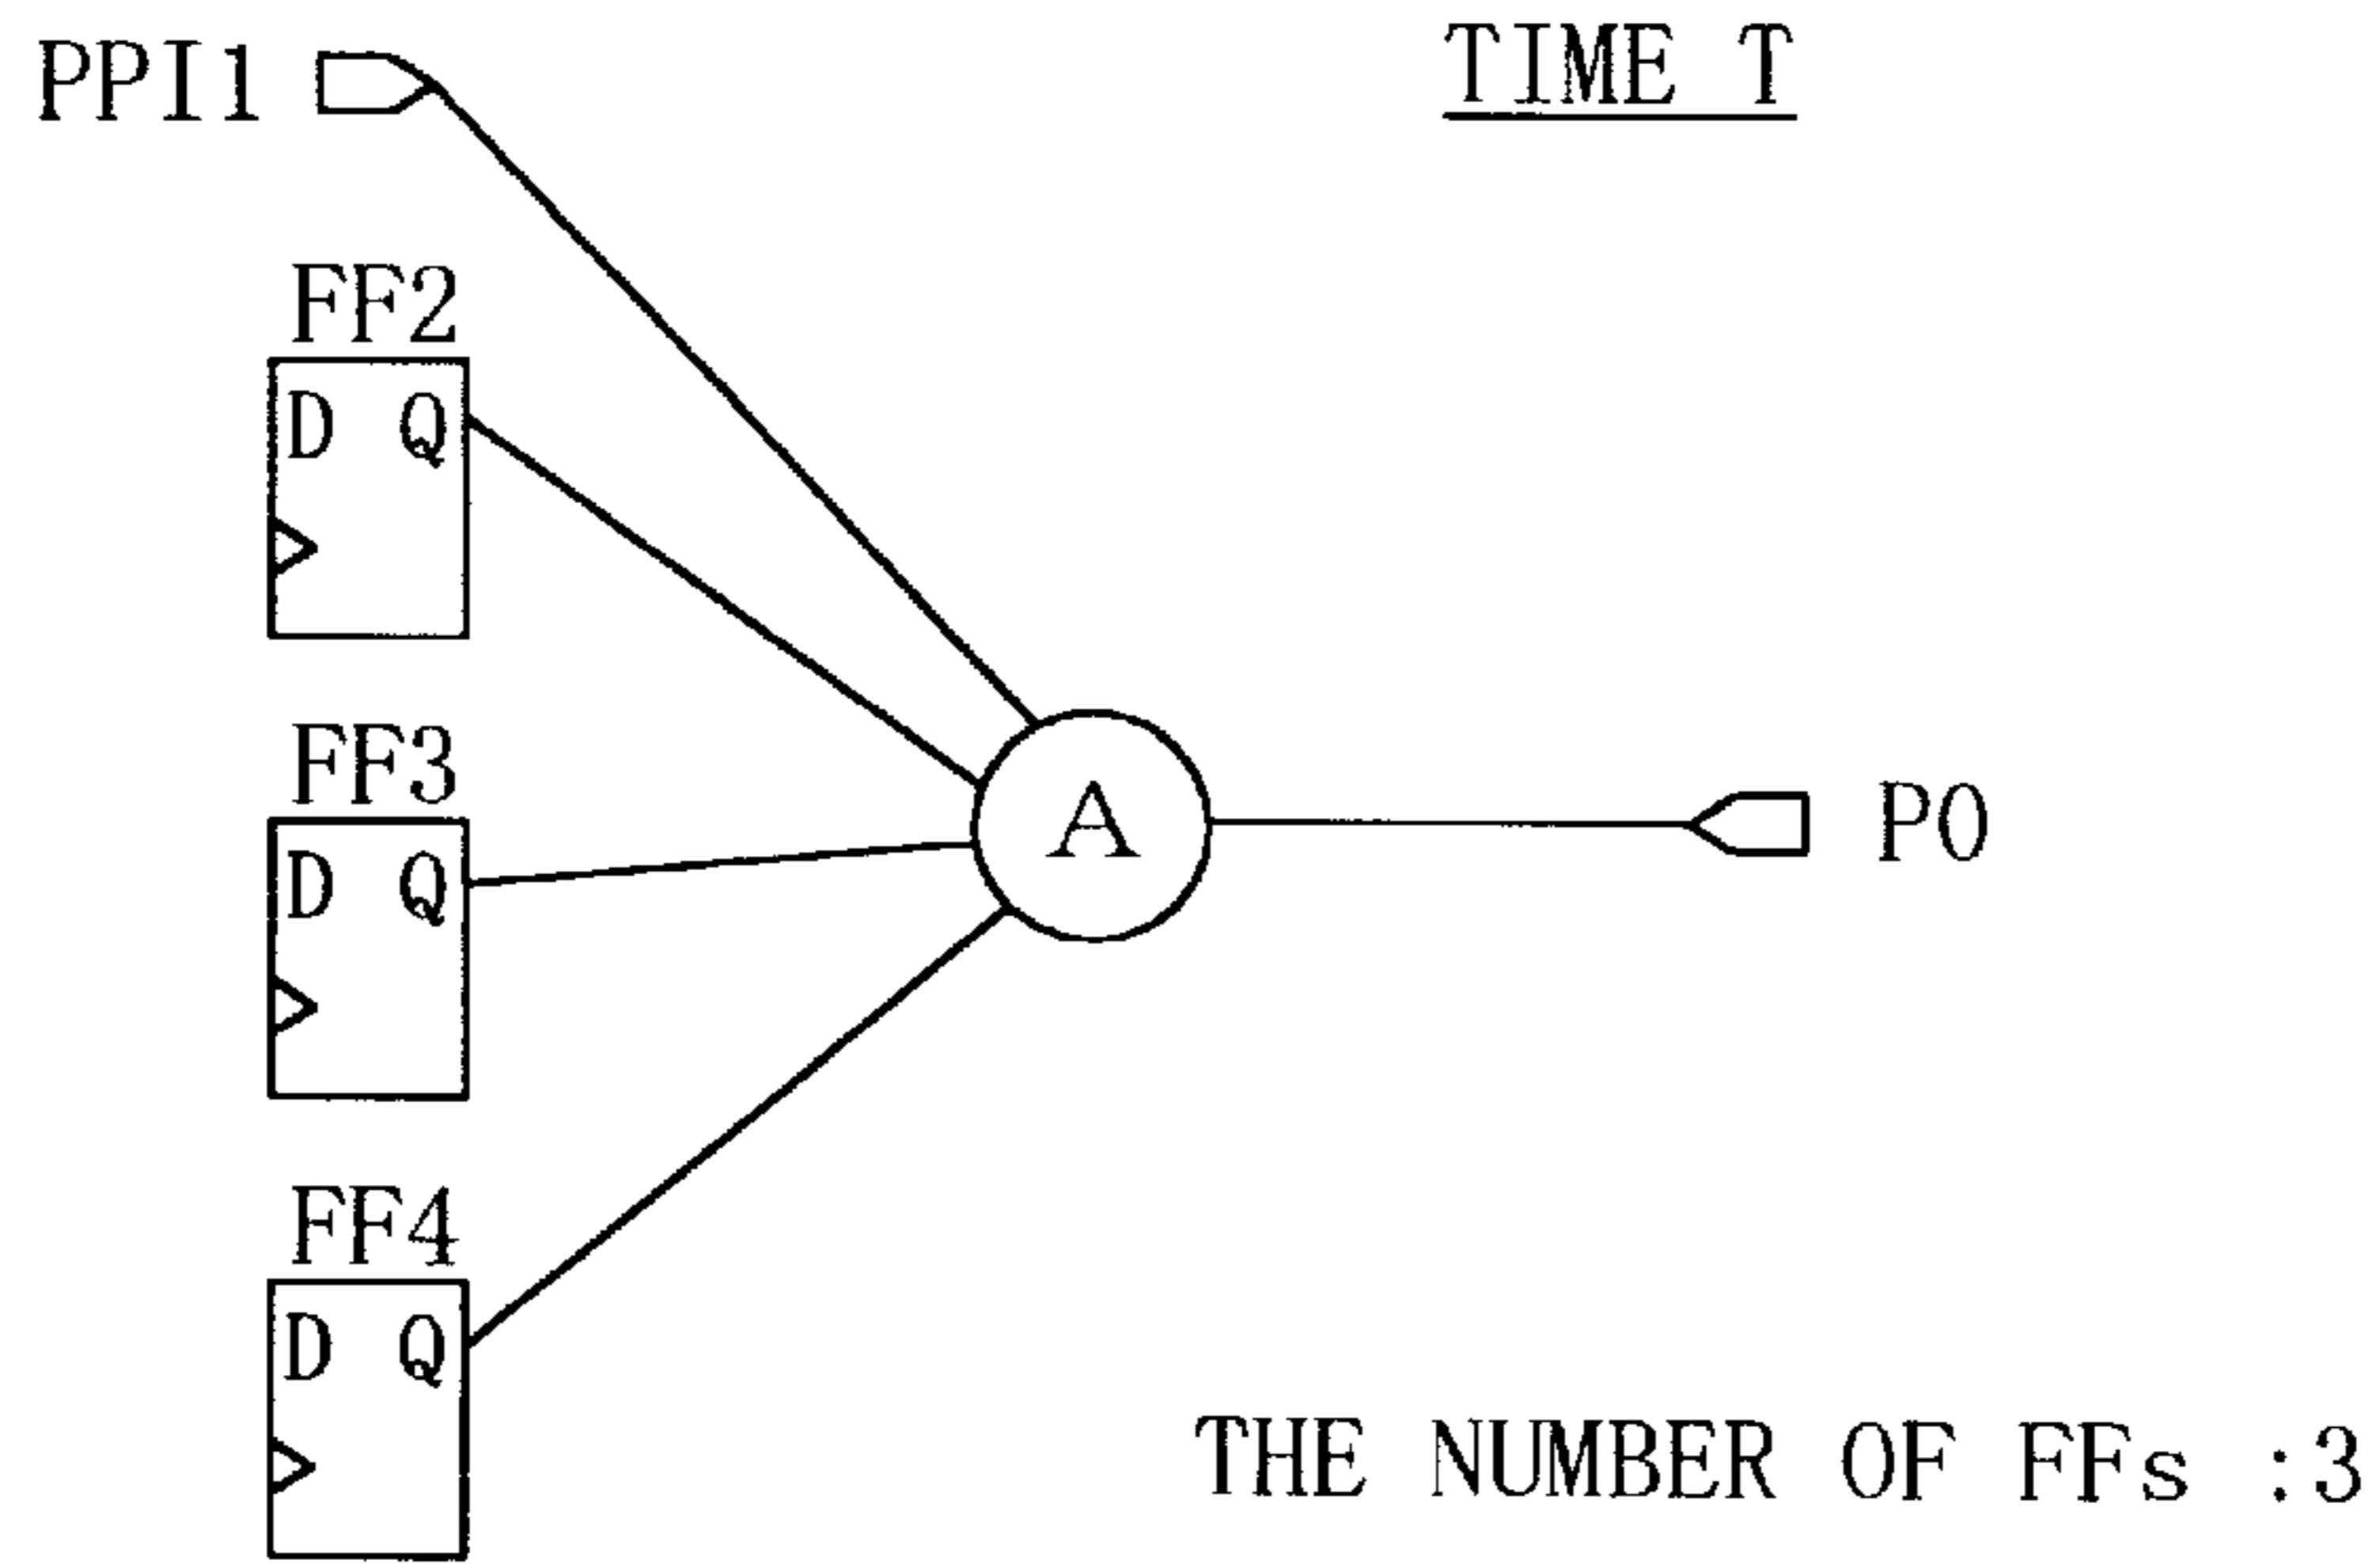 PPI1
TIME T
FF2
D Q
FF3
D Q
A
PO
FF4
D Q
THE NUMBER OF FFs :3